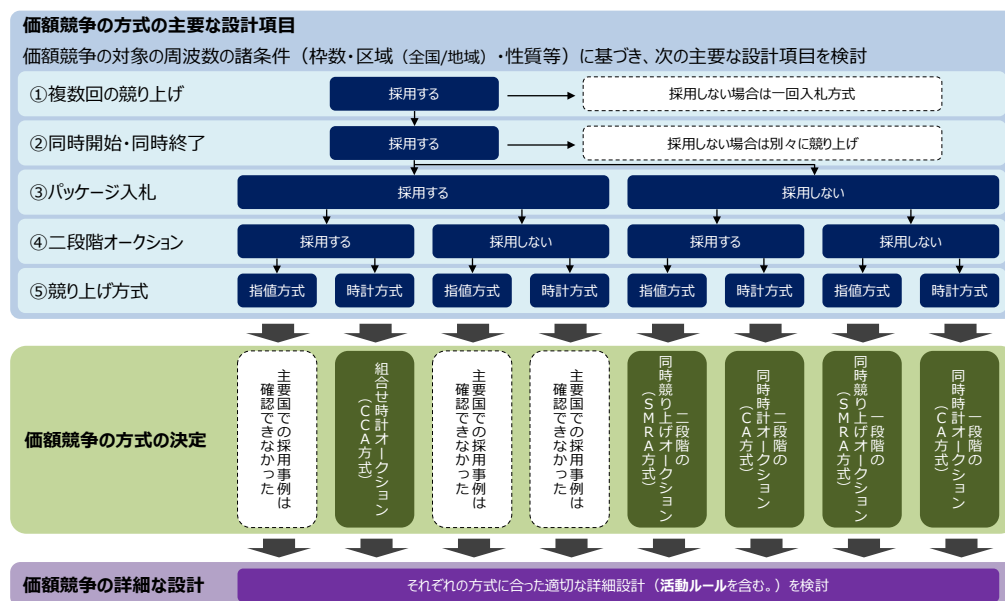 価額競争の方式の主要な設計項目
価額競争の対象の周波数の諸条件（枠数・区域（全国/地域）・性質等）に基づき、次の主要な設計項目を検討
①複数回の競り上げ
採用する
採用しない場合は一回入札方式
②同時開始・同時終了
採用する
採用しない場合は別々に競り上げ
③パッケージ入札
採用する
採用しない
④二段階オークション
採用する
採用しない
採用する
採用しない
⑤競り上げ方式
指値方式
時計方式
指値方式
時計方式
指値方式
時計方式
指値方式
時計方式
価額競争の方式の決定
主要国での採用事例は
確認できなかった
組合せ時計オークション
（ＣＣＡ方式）
主要国での採用事例は
確認できなかった
主要国での採用事例は
確認できなかった
二段階の
同時競り上げオークション
（ＳＭＲＡ方式）
二段階の
同時時計オークション
（ＣＡ方式）
一段階の
同時競り上げオークション
（ＳＭＲＡ方式）
一段階の
同時時計オークション
（ＣＡ方式）
価額競争の詳細な設計
それぞれの方式に合った適切な詳細設計（活動ルールを含む。）を検討